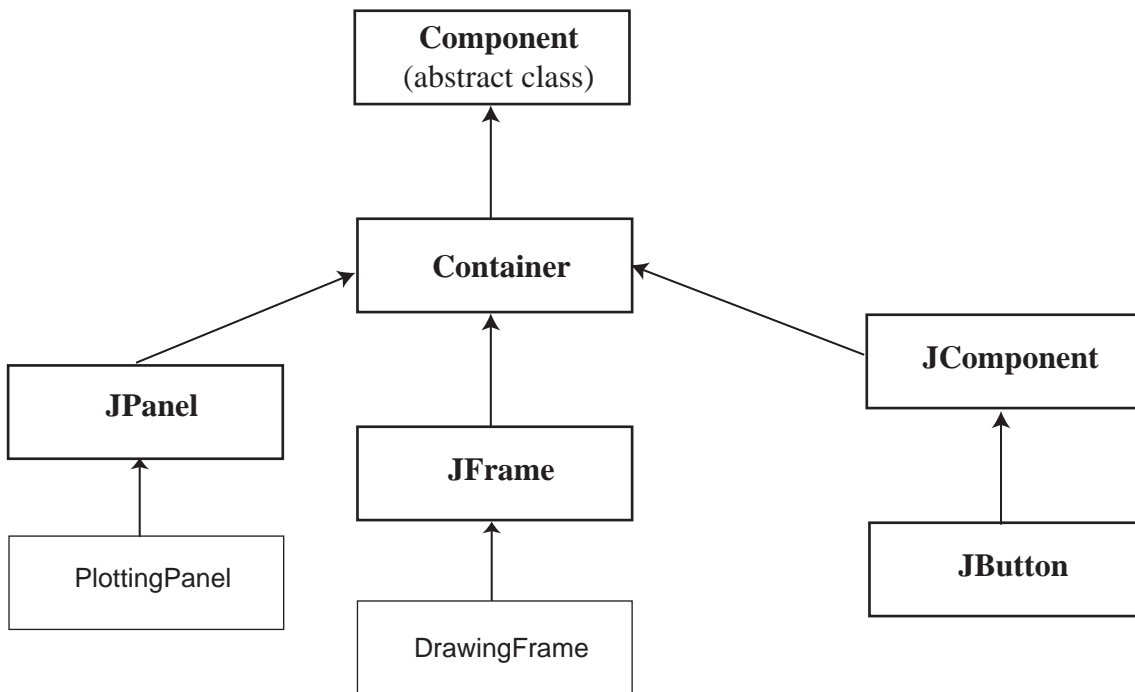 Component
(abstract class)
Container
JComponent
JPanel
JFrame
JButton
PlottingPanel
DrawingFrame